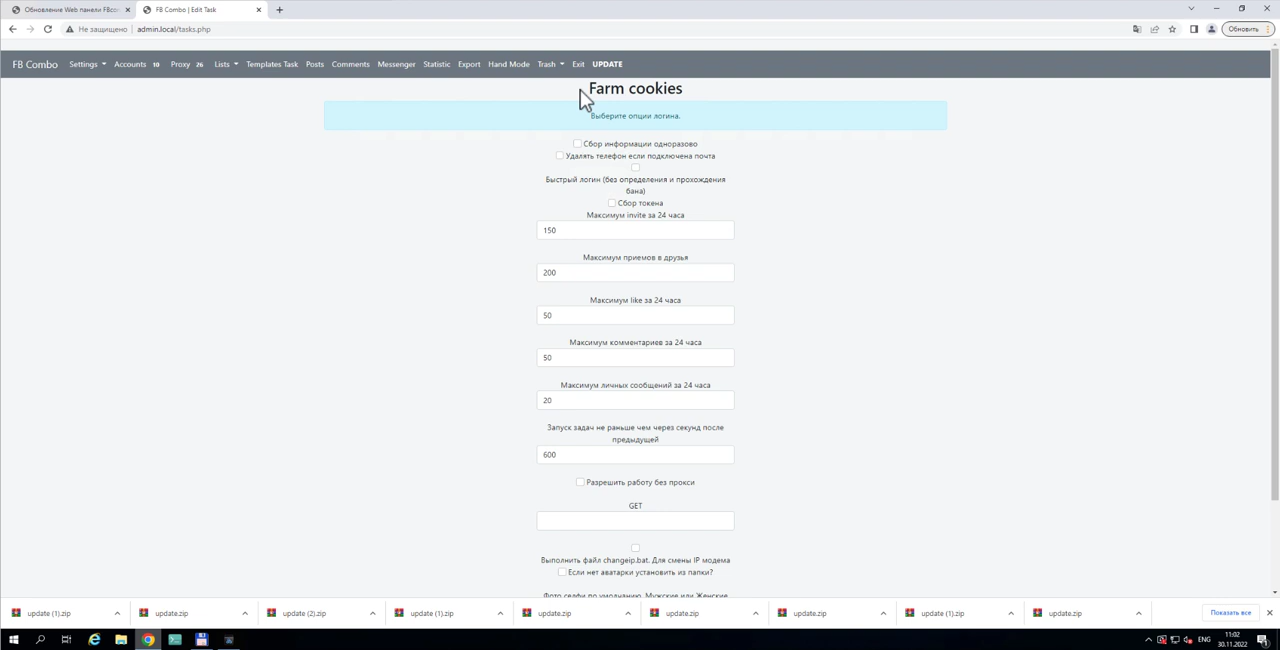 Обновление Web панели FBco
FB Combo | Edit Task
Не защищено
admin.local/tasks.php
Обновить
FB Combo
Settings
Accounts 10
Proxy 26
Lists
Templates Task
Posts
Comments
Messenger
Statistic
Export
Hand Mode
Trash
Exit
UPDATE
Farm cookies
Выберите опции логина.
Сбор информации одноразово
Удалять телефон если подключена почта
Быстрый логин (без определения и прохождения
бана)
Сбор токена
Максимум invite за 24 часа
150
Максимум приемов в друзья
200
Максимум like за 24 часа
50
Максимум комментариев за 24 часа
50
Максимум личных сообщений за 24 часа
20
Запуск задач не раньше чем через секунд после
предыдущей
600
Разрешить работу без прокси
GET
Выполнить файл changeip.bat. Для смены IP модема
Если нет аватарки установить из папки?
Фото селфи по умолчанию. Мужские или Женские
update (1).zip
update.zip
update (2).zip
update (1).zip
update.zip
update.zip
update.zip
update (1).zip
update.zip
Показать все
ENG
11:02
30.11.2022